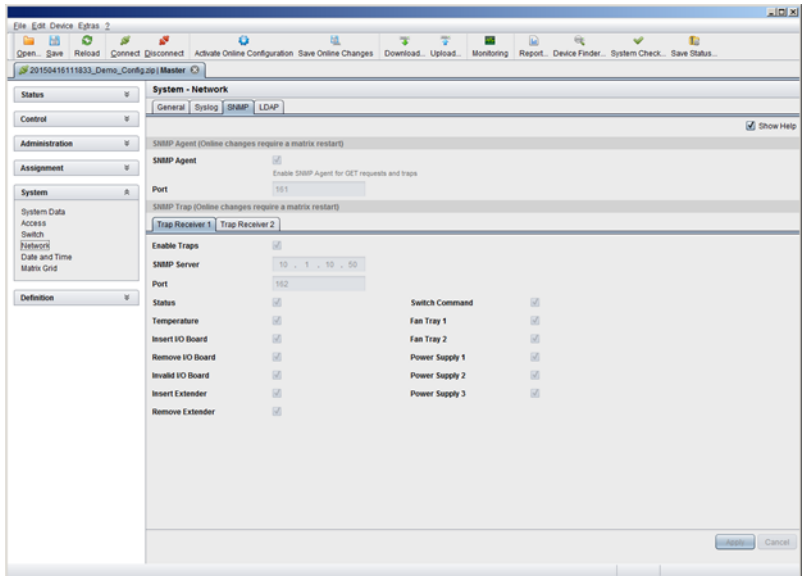 File Edit Device Extras ?
Open... Save Reload Connect Disconnect Activate Online Configuration Save Online Changes Download... Upload... Monitoring Report... Device Finder... System Check... Save Status...
20150416111833_Demo_Config.zip | Master
Status
Control
Administration
Assignment
System
System Data
Access
Switch
Network
Date and Time
Matrix Grid
Definition
System - Network
General Syslog SNMP LDAP
Show Help
SNMP Agent (Online changes require a matrix restart)
SNMP Agent
Enable SNMP Agent for GET requests and traps
Port 161
SNMP Trap (Online changes require a matrix restart)
Trap Receiver 1 Trap Receiver 2
Enable Traps
SNMP Server 10 . 1 . 10 . 50
Port 162
Status Switch Command
Temperature Fan Tray 1
Insert I/O Board Fan Tray 2
Remove I/O Board Power Supply 1
Invalid I/O Board Power Supply 2
Insert Extender Power Supply 3
Remove Extender
Apply Cancel